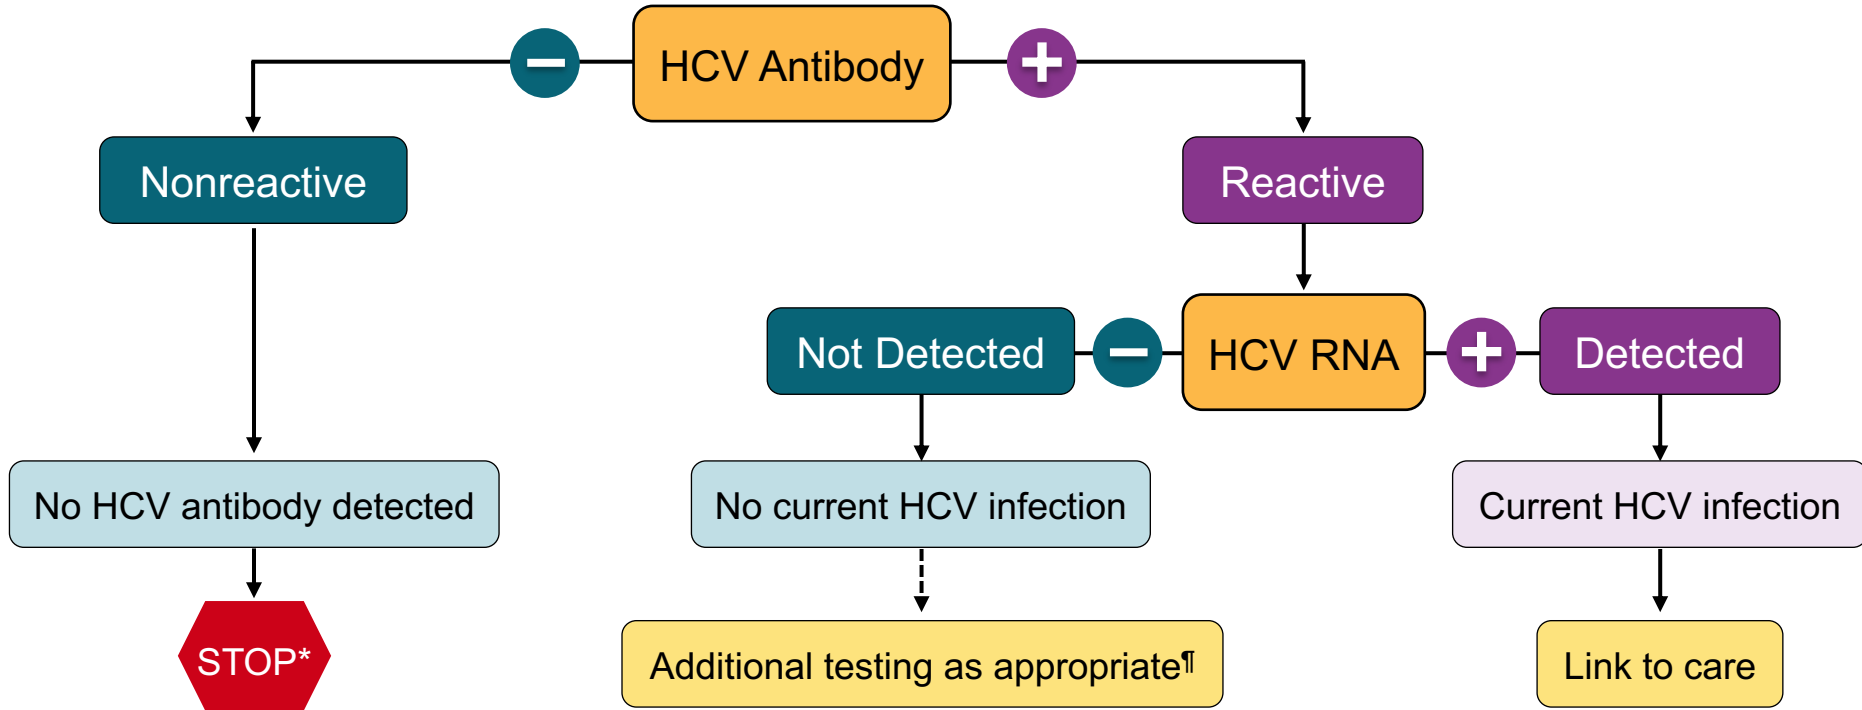 HCV Antibody
Nonreactive
Reactive
Not Detected
HCV RNA
Detected
No HCV antibody detected
No current HCV infection
Current HCV infection
STOP*
Additional testing as appropriate¶
Link to care